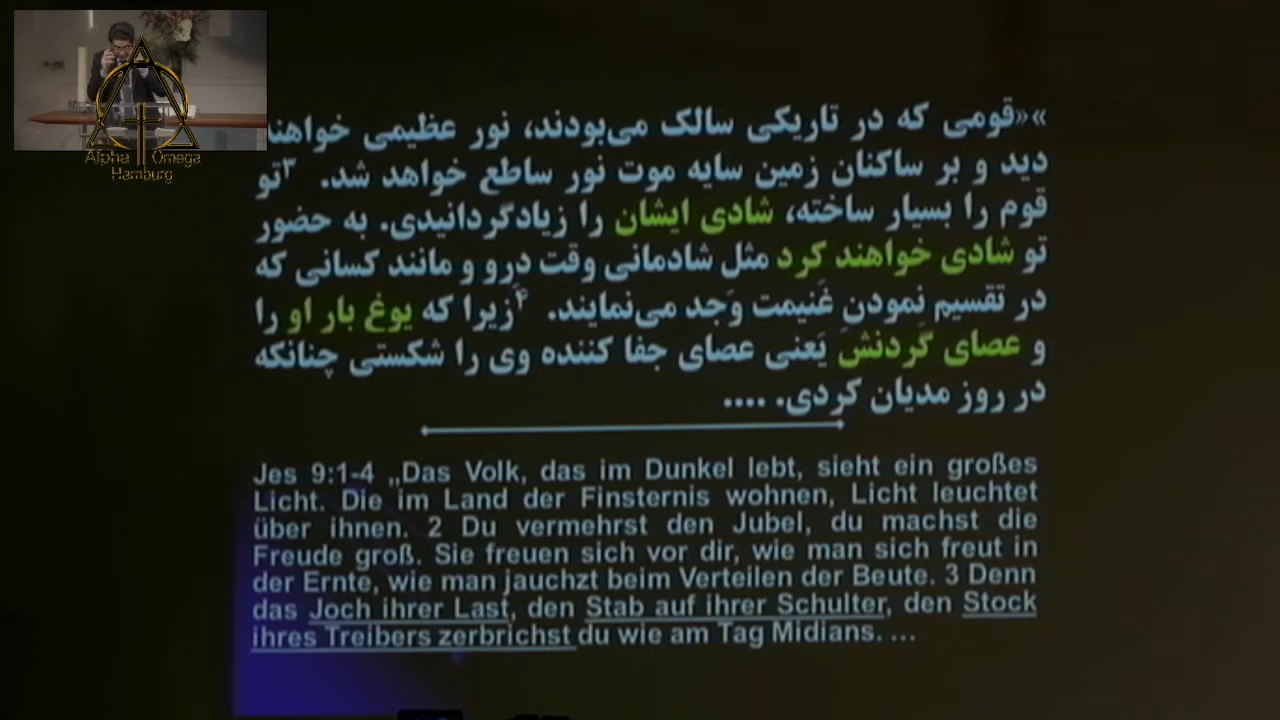 Alpha Omega
Hamburg
»«قومی که در تاریکی سالک می‌بودند، نور عظیمی خواهند
دید و بر ساکنان زمین سایه موت نور ساطع خواهد شد. ۳تو
قوم را بسیار ساخته، شادی ایشان را زیادگردانیدی. به حضور
تو شادی خواهند کرد مثل شادمانی وقت درو و مانند کسانی که
در تقسیم نمودن غَنیمت وَجد می‌نمایند. ۴زیرا که یوغ بار او را
و عصای گَردنش یَعنی عصای جفا کننده وی را شکستی چنانکه
در روز مدیان کردی. ....
Jes 9:1-4 „Das Volk, das im Dunkel lebt, sieht ein großes
Licht. Die im Land der Finsternis wohnen, Licht leuchtet
über ihnen. 2 Du vermehrst den Jubel, du machst die
Freude groß. Sie freuen sich vor dir, wie man sich freut in
der Ernte, wie man jauchzt beim Verteilen der Beute. 3 Denn
das Joch ihrer Last, den Stab auf ihrer Schulter, den Stock
ihres Treibers zerbrichst du wie am Tag Midians. ...